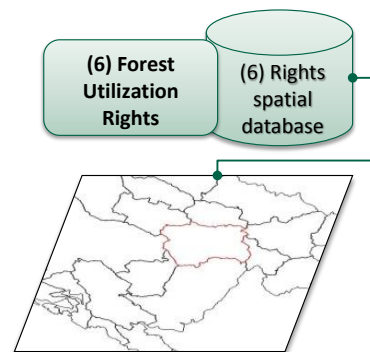 (6) Forest
Utilization
Rights
(6) Rights
spatial
database